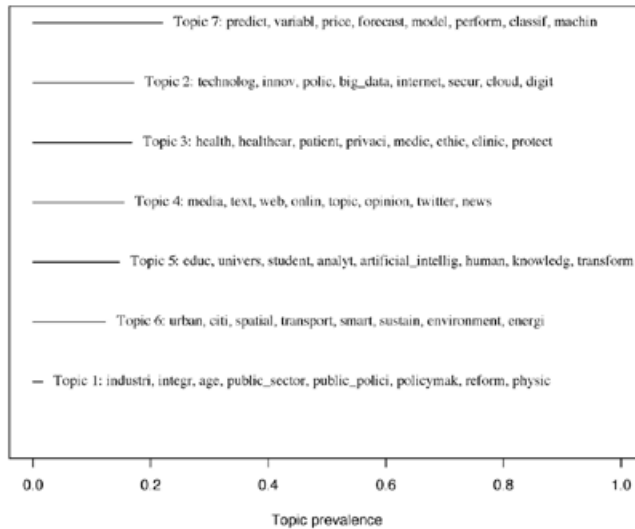 Topic 7: predict, variabl, price, forecast, model, perform, classif, machin
Topic 2: technolog, innov, polic, big_data, internet, secur, cloud, digit
Topic 3: health, healthcar, patient, privaci, medic, ethic, clinic, protect
Topic 4: media, text, web, onlin, topic, opinion, twitter, news
Topic 5: educ, univers, student, analyt, artificial_intellig, human, knowledg, transform
Topic 6: urban, citi, spatial, transport, smart, sustain, environment, energi
Topic 1: industri, integr, age, public_sector, public_polici, policymak, reform, physic
0.0 0.2 0.4 0.6 0.8 1.0
Topic prevalence